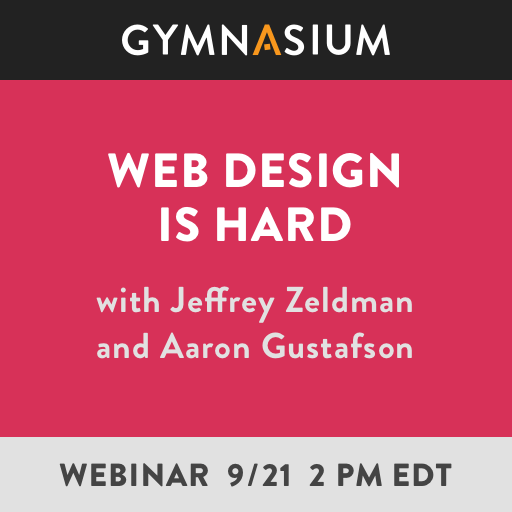 GYMNASIUM
WEB DESIGN
IS HARD
with Jeffrey Zeldman
and Aaron Gustafson
WEBINAR 9/21 2 PM EDT